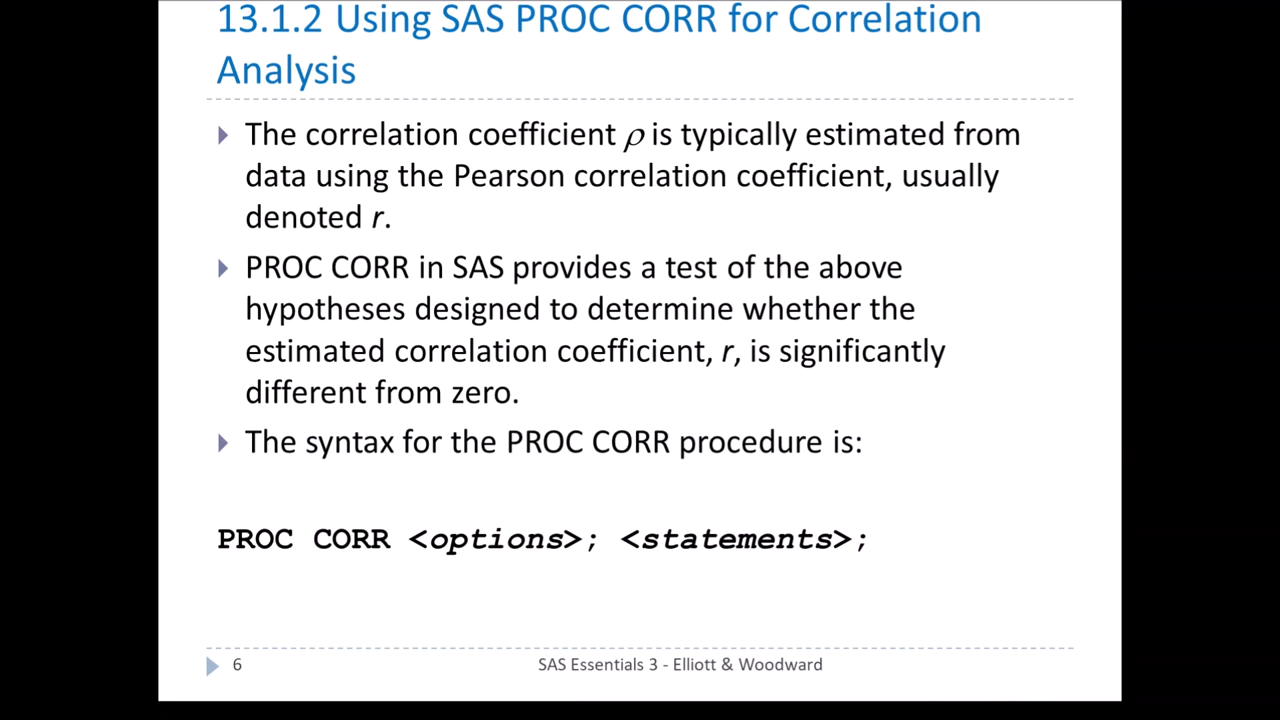 13.1.2 Using SAS PROC CORR for Correlation
Analysis
The correlation coefficient ρ is typically estimated from
data using the Pearson correlation coefficient, usually
denoted r.
PROC CORR in SAS provides a test of the above
hypotheses designed to determine whether the
estimated correlation coefficient, r, is significantly
different from zero.
The syntax for the PROC CORR procedure is:
PROC CORR <options>; <statements>;
6 SAS Essentials 3 - Elliott & Woodward